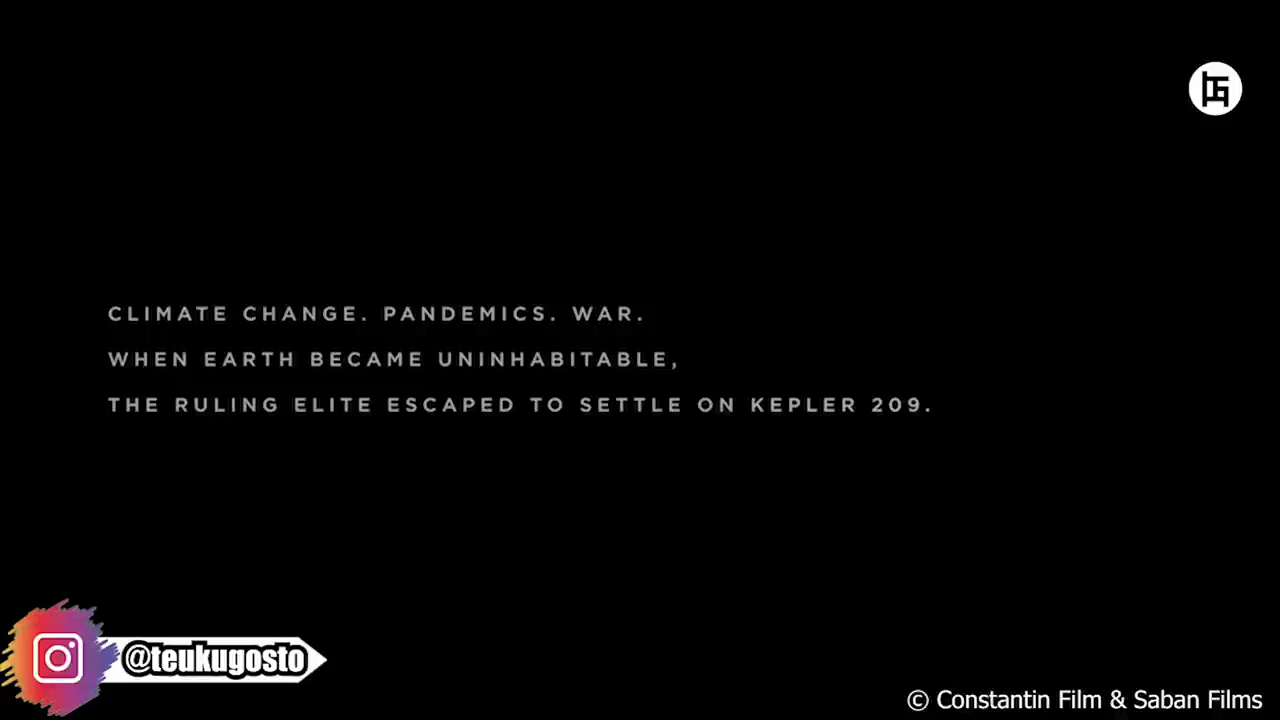 CLIMATE CHANGE. PANDEMICS. WAR.
WHEN EARTH BECAME UNINHABITABLE,
THE RULING ELITE ESCAPED TO SETTLE ON KEPLER 209.
@teukugosto
© Constantin Film & Saban Films